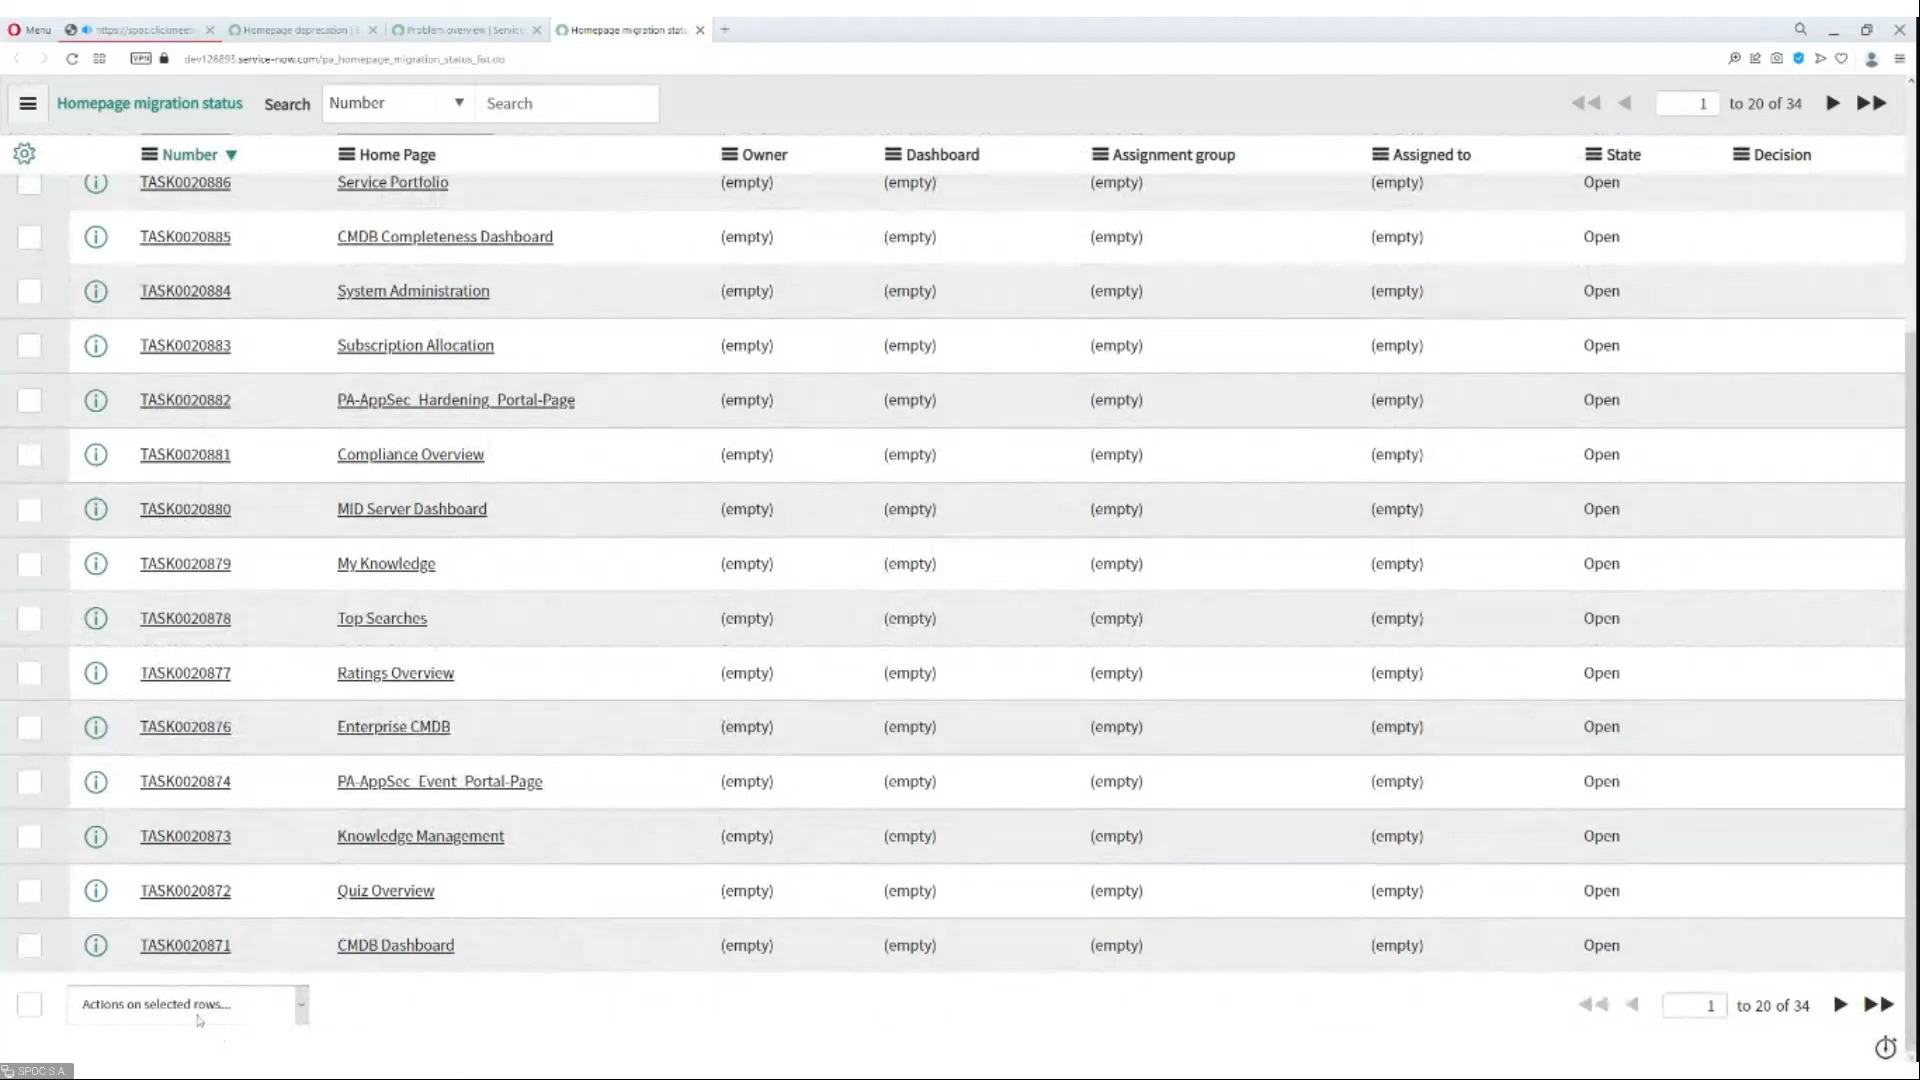 Menu https://spoc.clickmeeti Homepage deprecation | S Problem overview | Servic Homepage migration statu
VPN dev126895.service-now.com/pa_homepage_migration_status_list.do
Homepage migration status Search Number Search 1 to 20 of 34
Number Home Page Owner Dashboard Assignment group Assigned to State Decision
TASK0020886 Service Portfolio (empty) (empty) (empty) (empty) Open
TASK0020885 CMDB Completeness Dashboard (empty) (empty) (empty) (empty) Open
TASK0020884 System Administration (empty) (empty) (empty) (empty) Open
TASK0020883 Subscription Allocation (empty) (empty) (empty) (empty) Open
TASK0020882 PA-AppSec_Hardening_Portal-Page (empty) (empty) (empty) (empty) Open
TASK0020881 Compliance Overview (empty) (empty) (empty) (empty) Open
TASK0020880 MID Server Dashboard (empty) (empty) (empty) (empty) Open
TASK0020879 My Knowledge (empty) (empty) (empty) (empty) Open
TASK0020878 Top Searches (empty) (empty) (empty) (empty) Open
TASK0020877 Ratings Overview (empty) (empty) (empty) (empty) Open
TASK0020876 Enterprise CMDB (empty) (empty) (empty) (empty) Open
TASK0020874 PA-AppSec_Event_Portal-Page (empty) (empty) (empty) (empty) Open
TASK0020873 Knowledge Management (empty) (empty) (empty) (empty) Open
TASK0020872 Quiz Overview (empty) (empty) (empty) (empty) Open
TASK0020871 CMDB Dashboard (empty) (empty) (empty) (empty) Open
Actions on selected rows... 1 to 20 of 34
SPOC S.A.